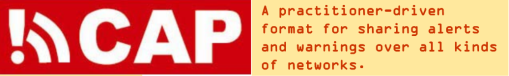 CAP
A practitioner-driven
format for sharing alerts
and warnings over all kinds
of networks.